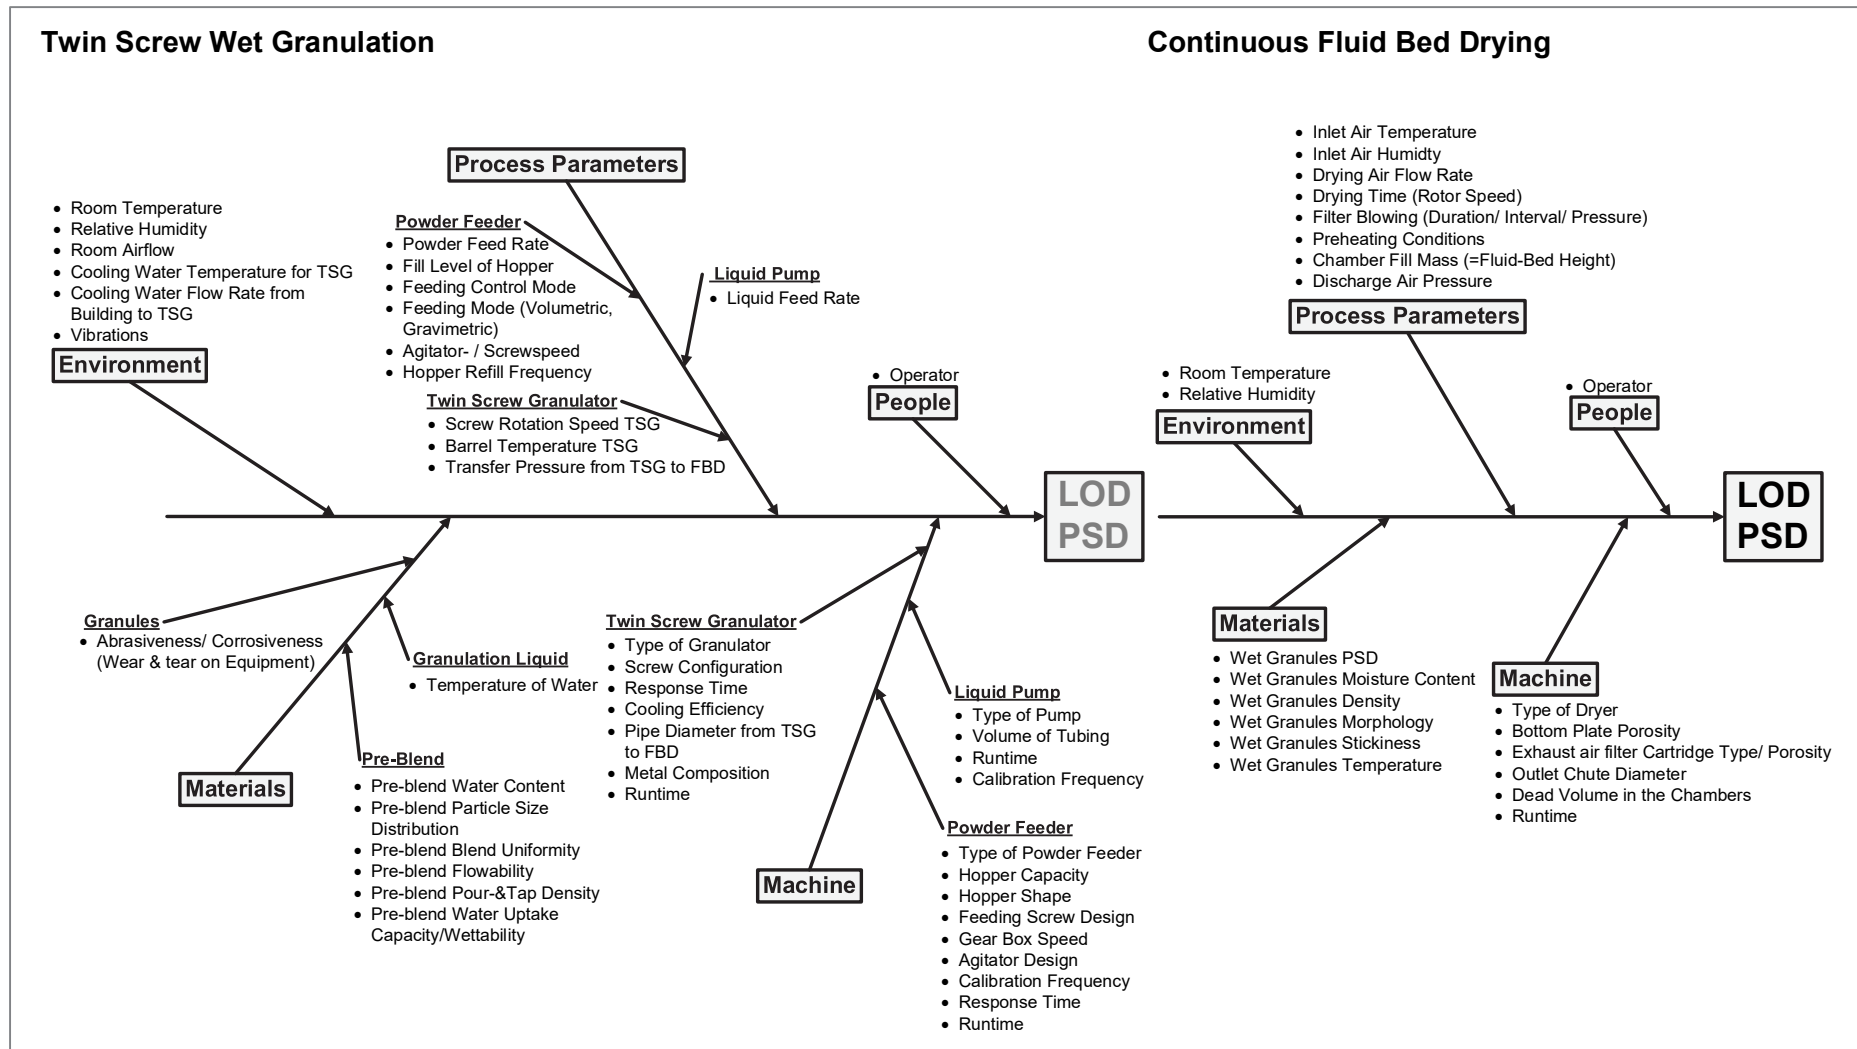 Twin Screw Wet Granulation
Continuous Fluid Bed Drying
• Room Temperature
• Relative Humidity
• Room Airflow
• Cooling Water Temperature for TSG
• Cooling Water Flow Rate from
Building to TSG
• Vibrations
Environment
Process Parameters
Powder Feeder
• Powder Feed Rate
• Fill Level of Hopper
• Feeding Control Mode
• Feeding Mode (Volumetric,
Gravimetric)
• Agitator- / Screwspeed
• Hopper Refill Frequency
Liquid Pump
• Liquid Feed Rate
Twin Screw Granulator
• Screw Rotation Speed TSG
• Barrel Temperature TSG
• Transfer Pressure from TSG to FBD
• Operator
People
LOD
PSD
Granules
• Abrasiveness/ Corrosiveness
(Wear & tear on Equipment)
Granulation Liquid
• Temperature of Water
Pre-Blend
• Pre-blend Water Content
• Pre-blend Particle Size
Distribution
• Pre-blend Blend Uniformity
• Pre-blend Flowability
• Pre-blend Pour-&Tap Density
• Pre-blend Water Uptake
Capacity/Wettability
Materials
Twin Screw Granulator
• Type of Granulator
• Screw Configuration
• Response Time
• Cooling Efficiency
• Pipe Diameter from TSG
to FBD
• Metal Composition
• Runtime
Liquid Pump
• Type of Pump
• Volume of Tubing
• Runtime
• Calibration Frequency
Powder Feeder
• Type of Powder Feeder
• Hopper Capacity
• Hopper Shape
• Feeding Screw Design
• Gear Box Speed
• Agitator Design
• Calibration Frequency
• Response Time
• Runtime
Machine
• Inlet Air Temperature
• Inlet Air Humidty
• Drying Air Flow Rate
• Drying Time (Rotor Speed)
• Filter Blowing (Duration/ Interval/ Pressure)
• Preheating Conditions
• Chamber Fill Mass (=Fluid-Bed Height)
• Discharge Air Pressure
Process Parameters
• Room Temperature
• Relative Humidity
Environment
• Operator
People
LOD
PSD
Materials
• Wet Granules PSD
• Wet Granules Moisture Content
• Wet Granules Density
• Wet Granules Morphology
• Wet Granules Stickiness
• Wet Granules Temperature
Machine
• Type of Dryer
• Bottom Plate Porosity
• Exhaust air filter Cartridge Type/ Porosity
• Outlet Chute Diameter
• Dead Volume in the Chambers
• Runtime